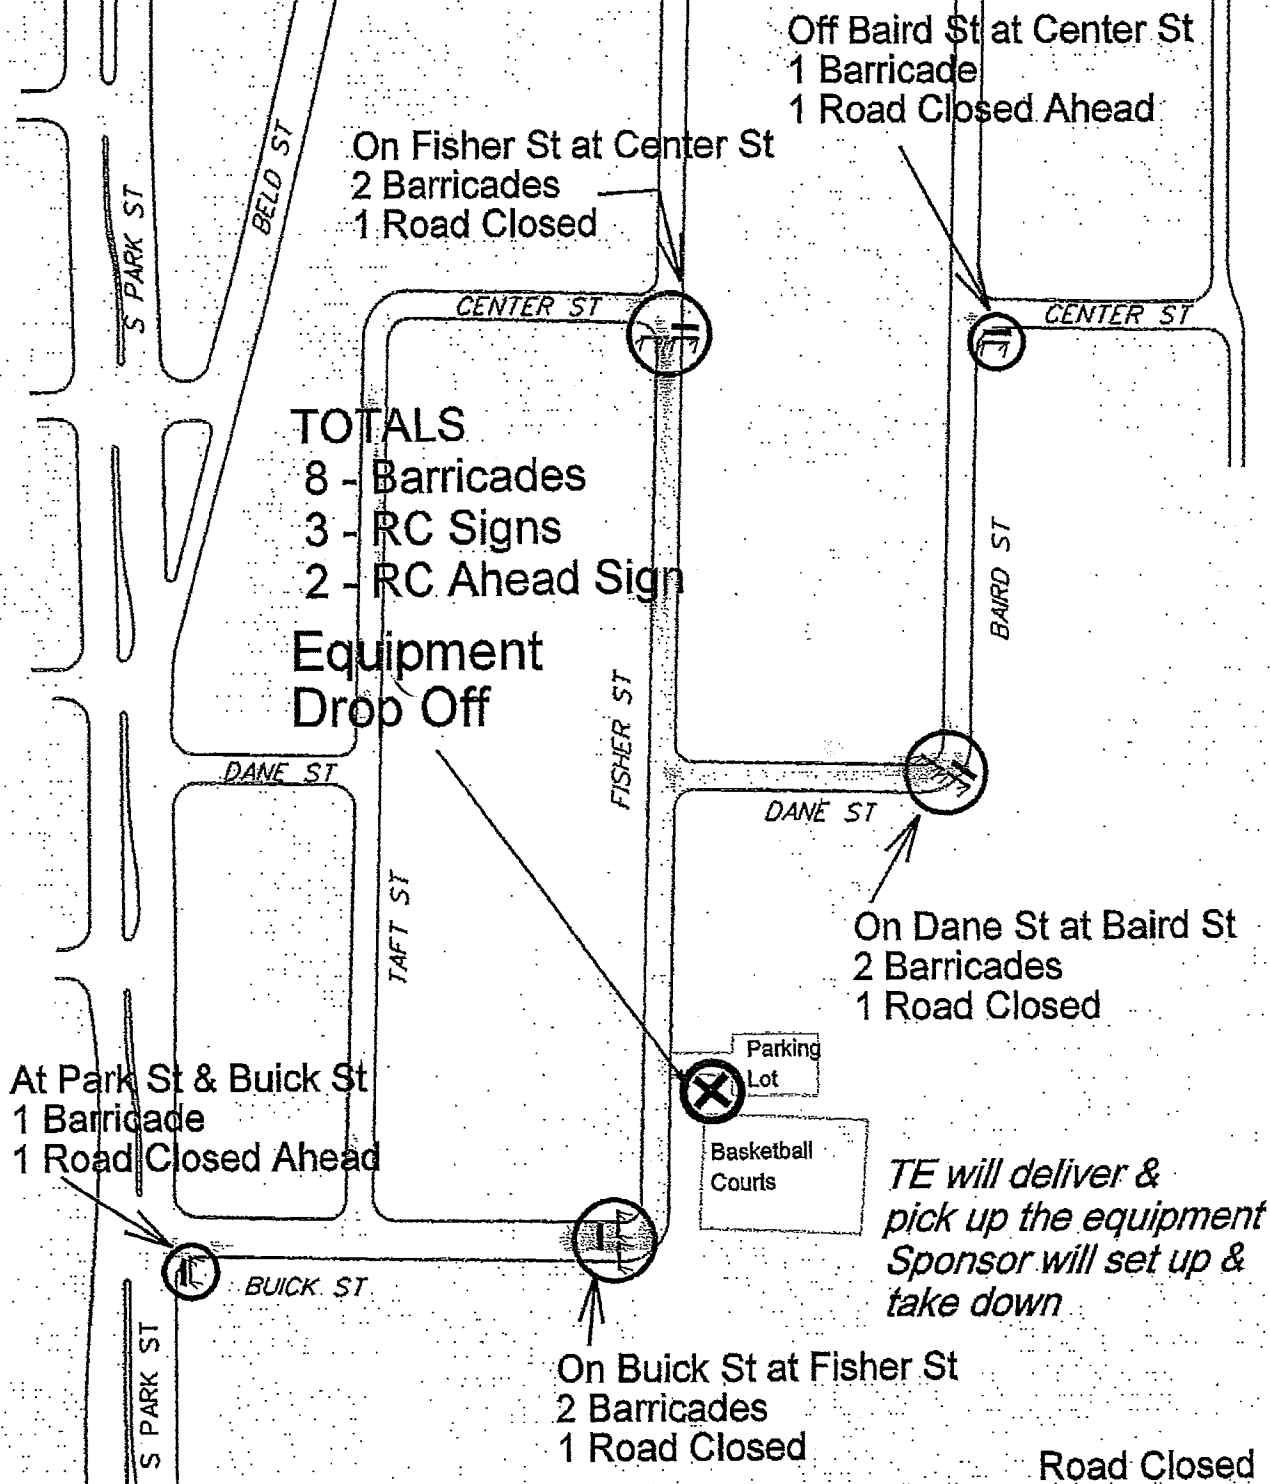 Off Baird St at Center St
1 Barricade
1 Road Closed Ahead
On Fisher St at Center St
2 Barricades
1 Road Closed
BELD ST
S PARK ST
CENTER ST
CENTER ST
TOTALS
8 - Barricades
3 - RC Signs
2 - RC Ahead Sign
BAIRD ST
Equipment
Drop Off
FISHER ST
DANE ST
DANE ST
TAFT ST
On Dane St at Baird St
2 Barricades
1 Road Closed
Parking
Lot
At Park St & Buick St
1 Barricade
1 Road Closed Ahead
Basketball
Courts
TE will deliver &
pick up the equipment
Sponsor will set up &
take down
BUICK ST
S PARK ST
On Buick St at Fisher St
2 Barricades
1 Road Closed
Road Closed